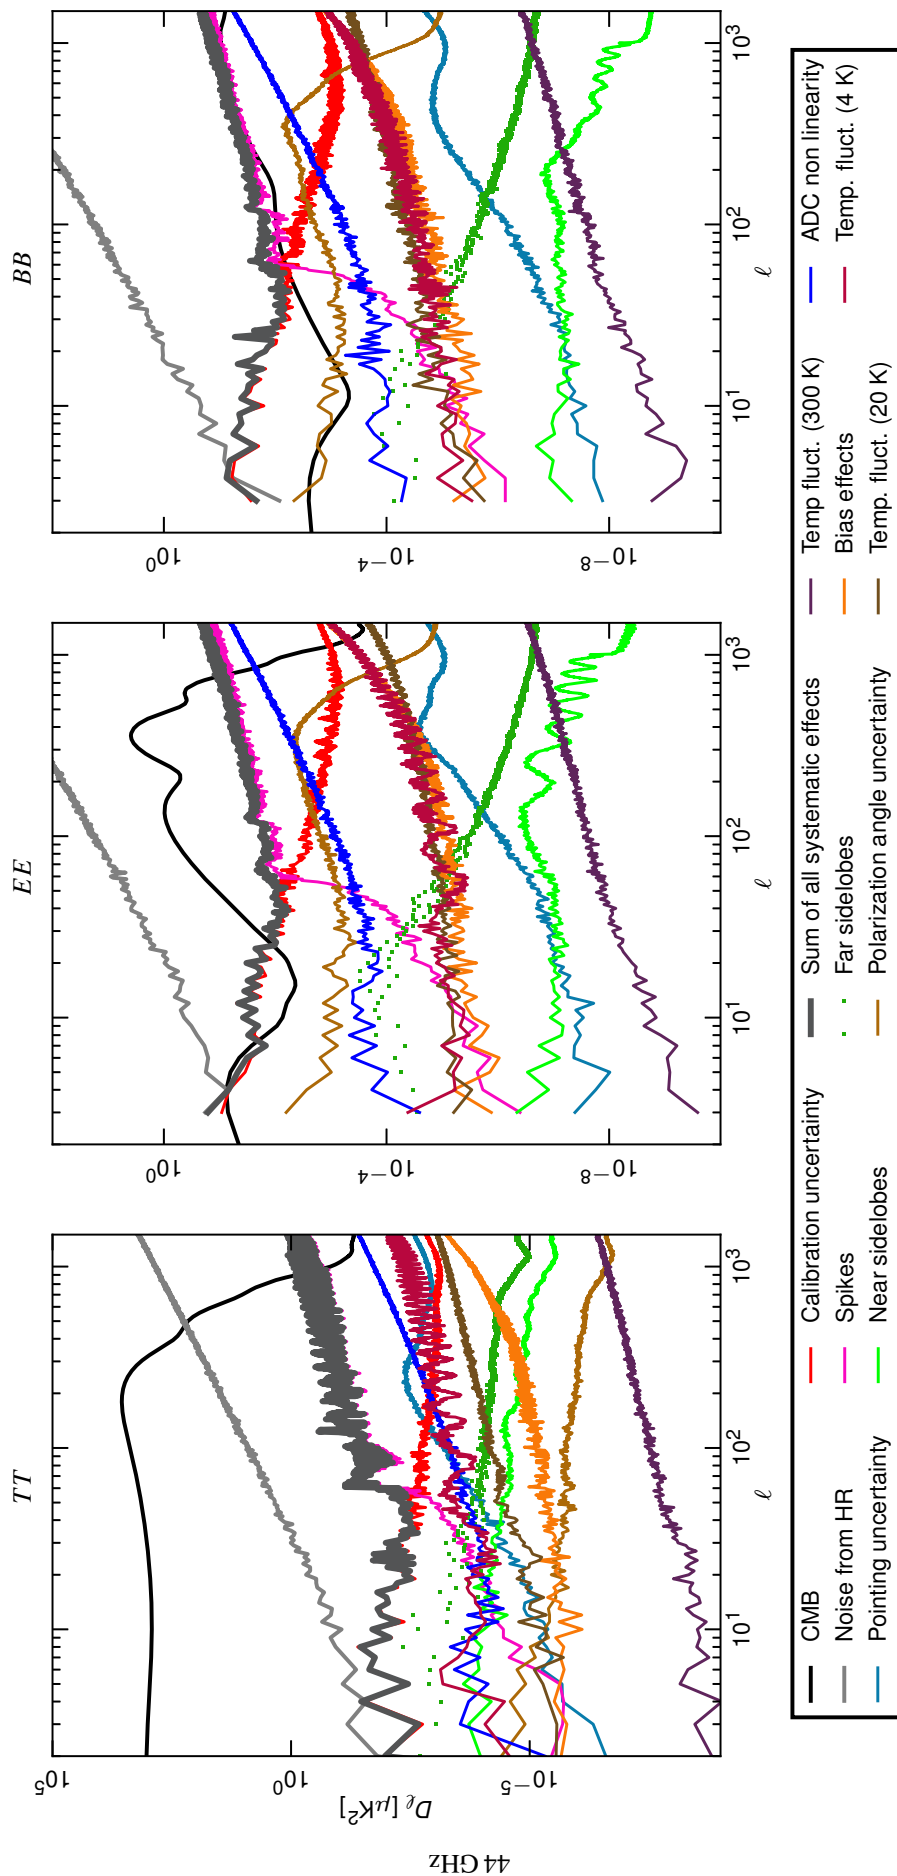 44 GHz
TT
EE
BB
D_ℓ [μK²]
10⁵
10⁰
10⁻⁵
10⁰
10⁻⁴
10⁻⁸
10⁰
10⁻⁴
10⁻⁸
10¹ 10² 10³
10¹ 10² 10³
10¹ 10² 10³
ℓ
ℓ
ℓ
CMB Calibration uncertainty Sum of all systematic effects Temp fluct. (300 K) ADC non linearity
Noise from HR Spikes Far sidelobes Bias effects Temp. fluct. (4 K)
Pointing uncertainty Near sidelobes Polarization angle uncertainty Temp. fluct. (20 K)